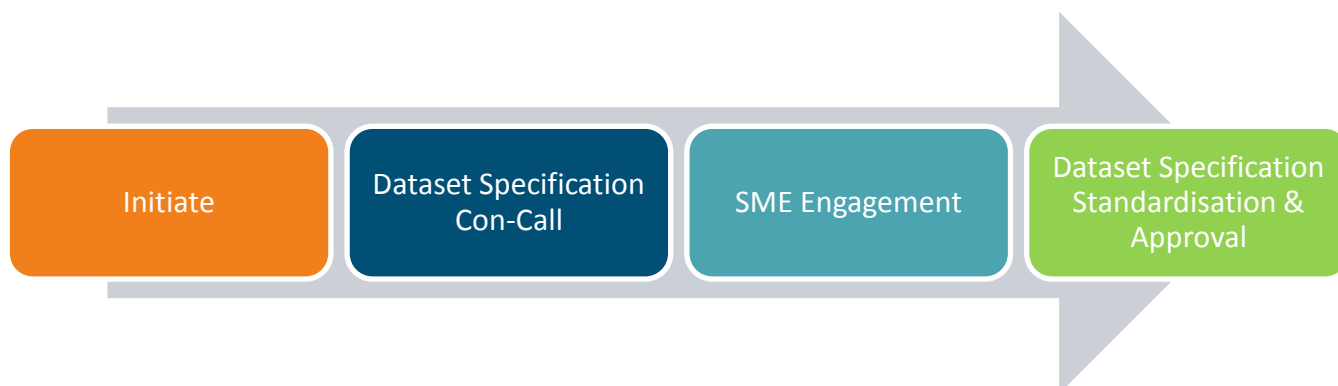 Initiate
Dataset Specification
Con-Call
SME Engagement
Dataset Specification
Standardisation &
Approval